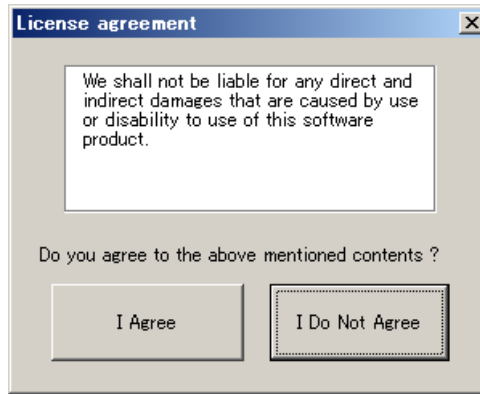 License agreement
We shall not be liable for any direct and
indirect damages that are caused by use
or disability to use of this software
product.
Do you agree to the above mentioned contents ?
I Agree
I Do Not Agree